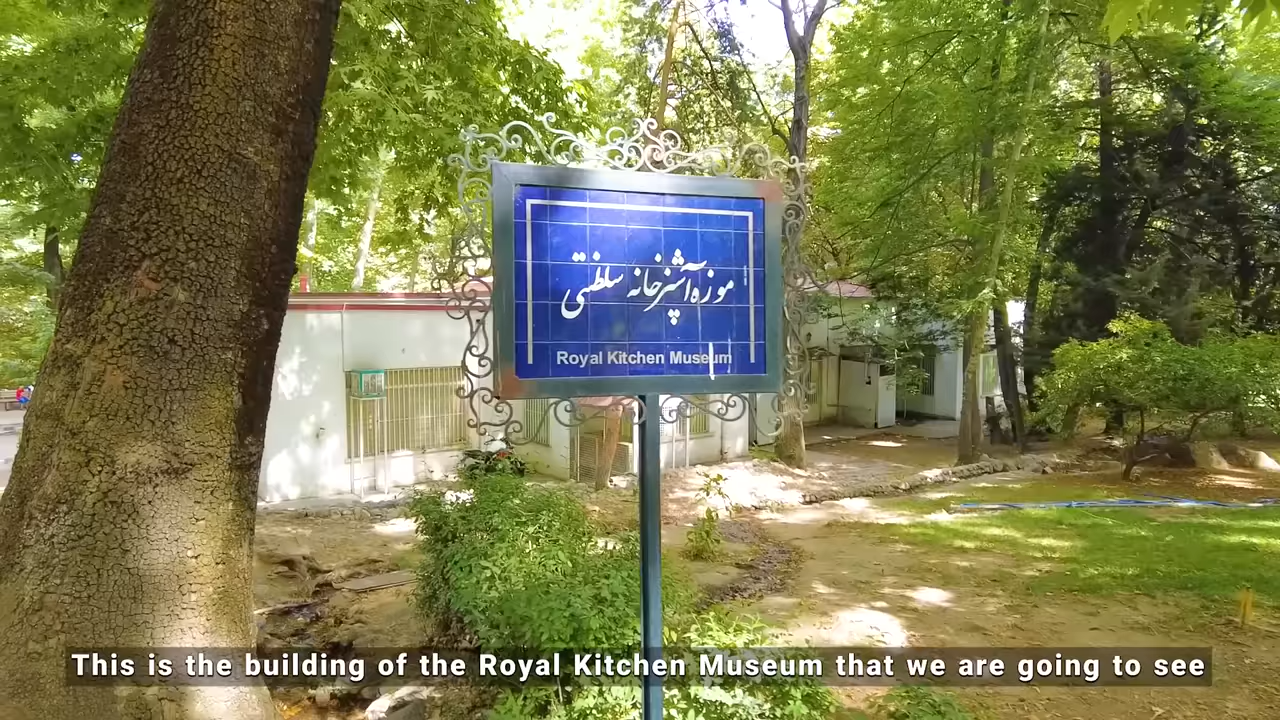 موزه آشپزخانه سلطنتی
Royal Kitchen Museum
This is the building of the Royal Kitchen Museum that we are going to see